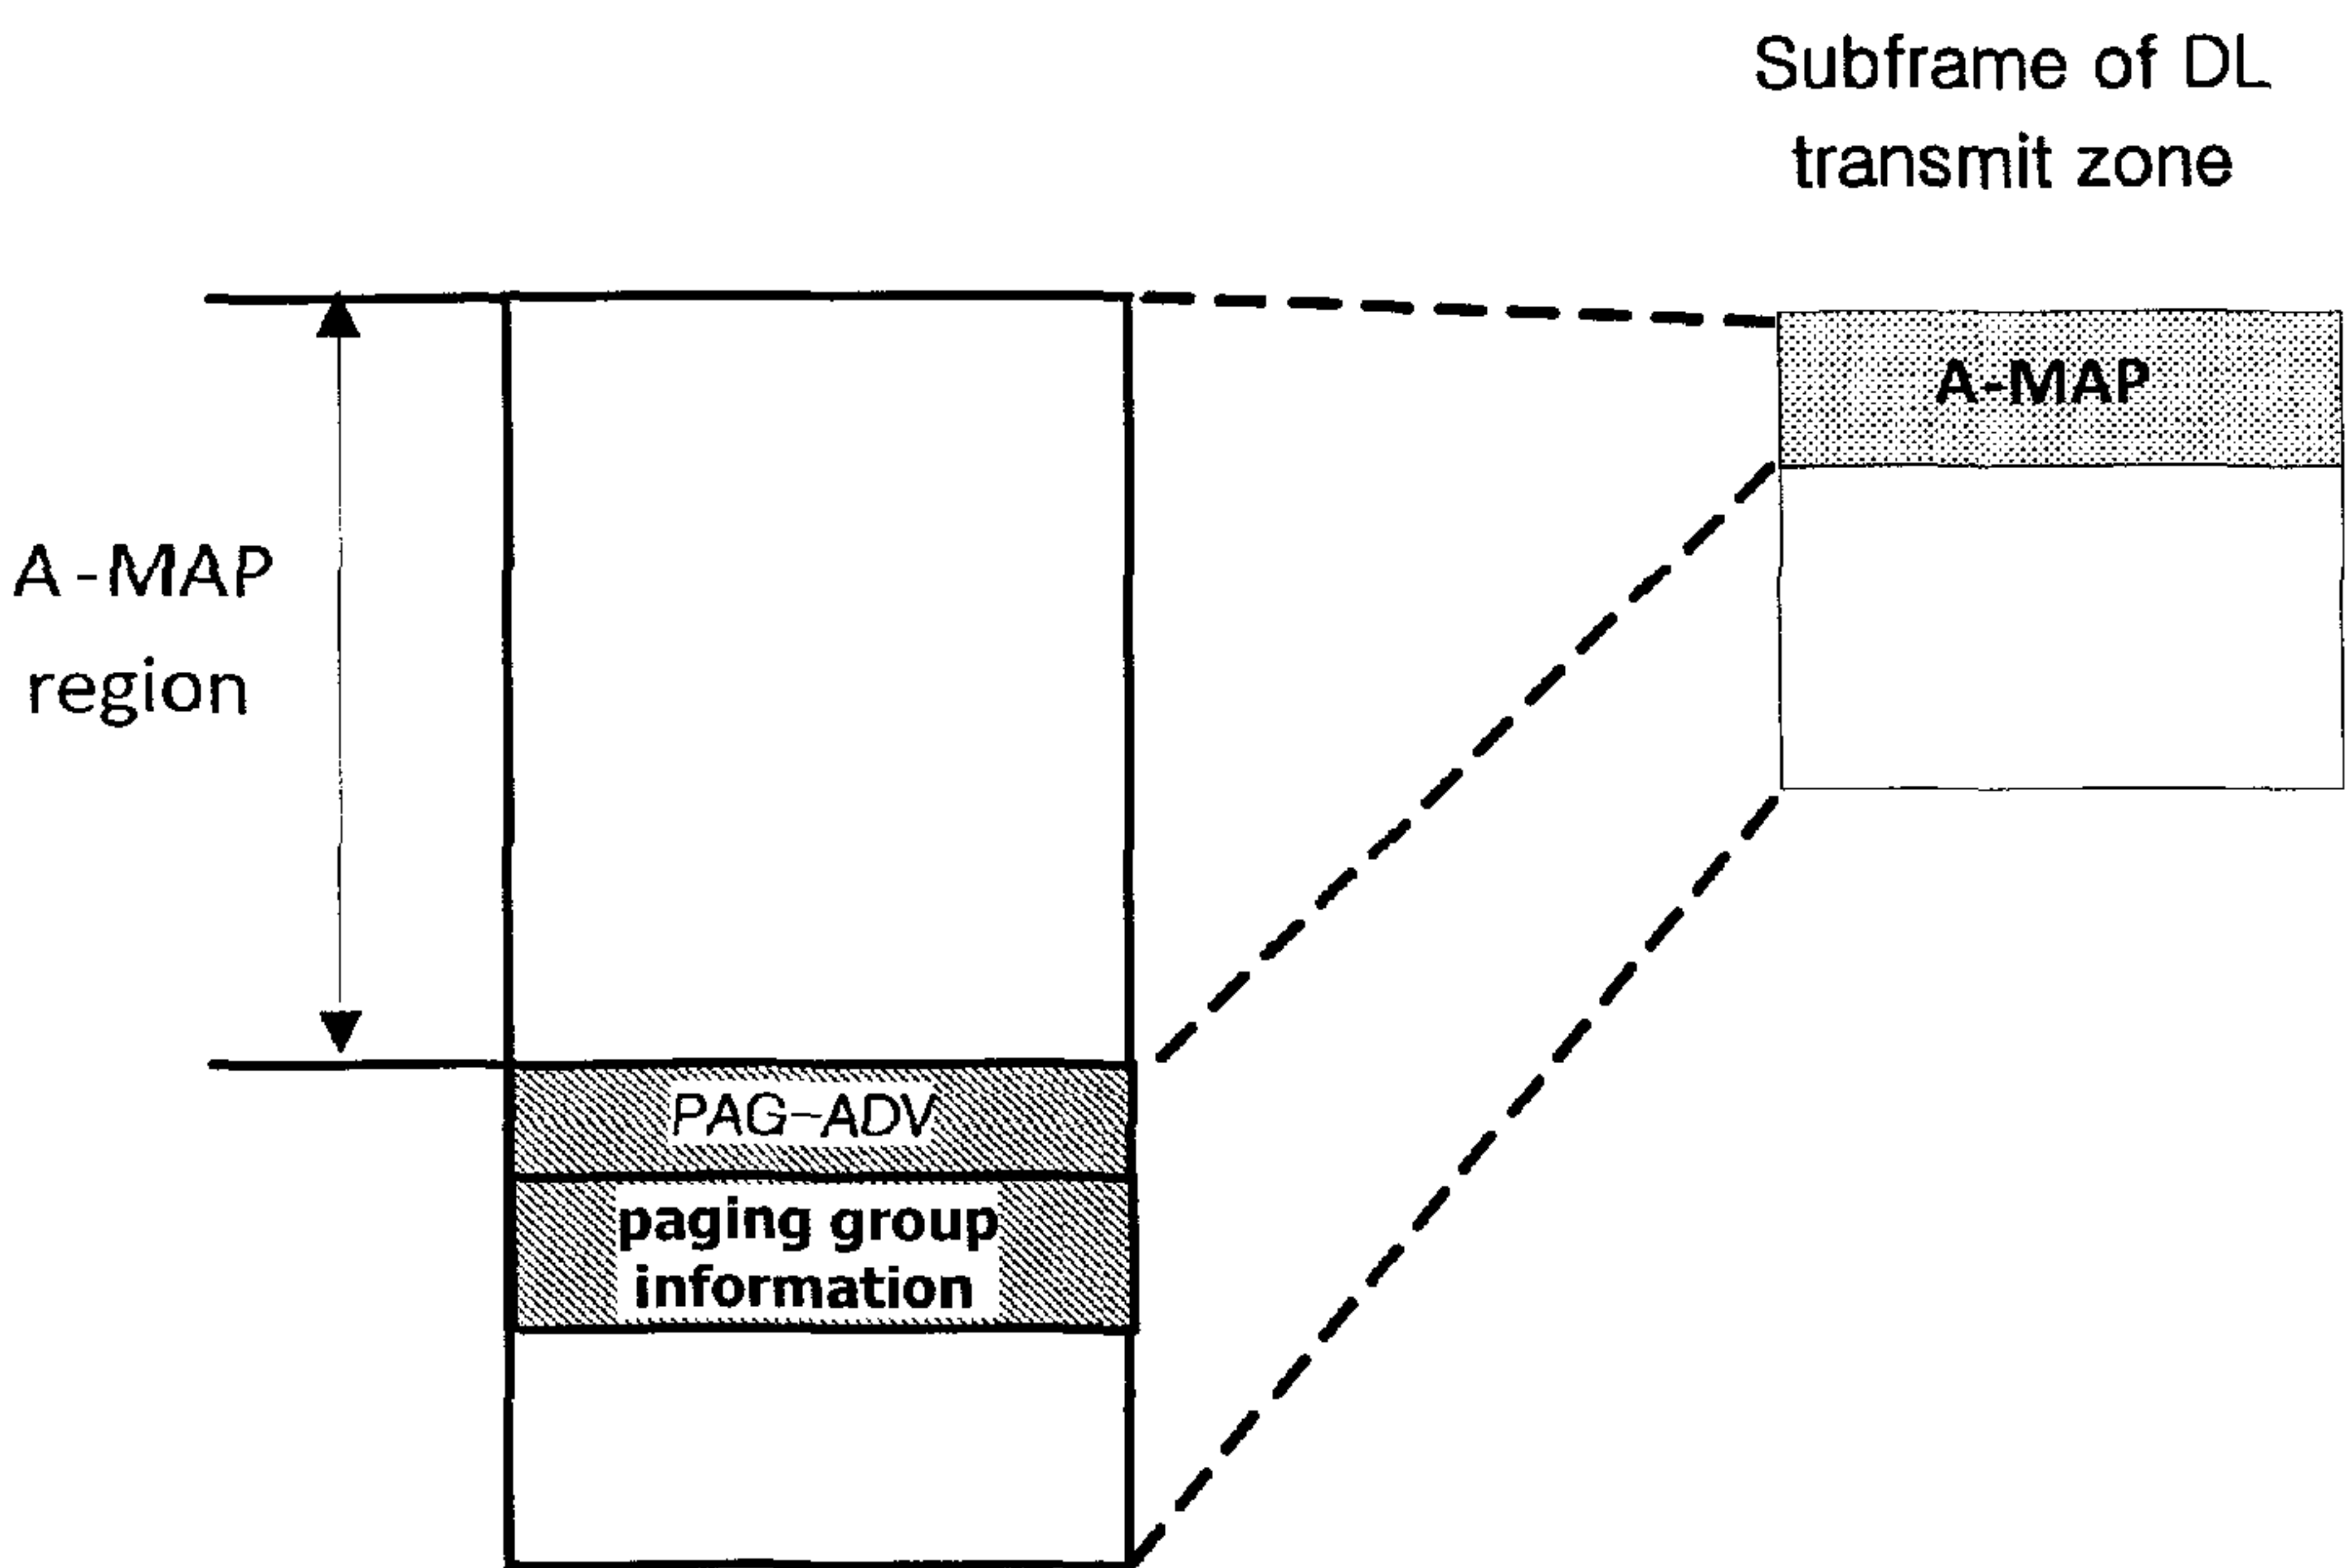 Subframe of DL
transmit zone
A-MAP
A-MAP
region
PAG-ADV
paging group
information